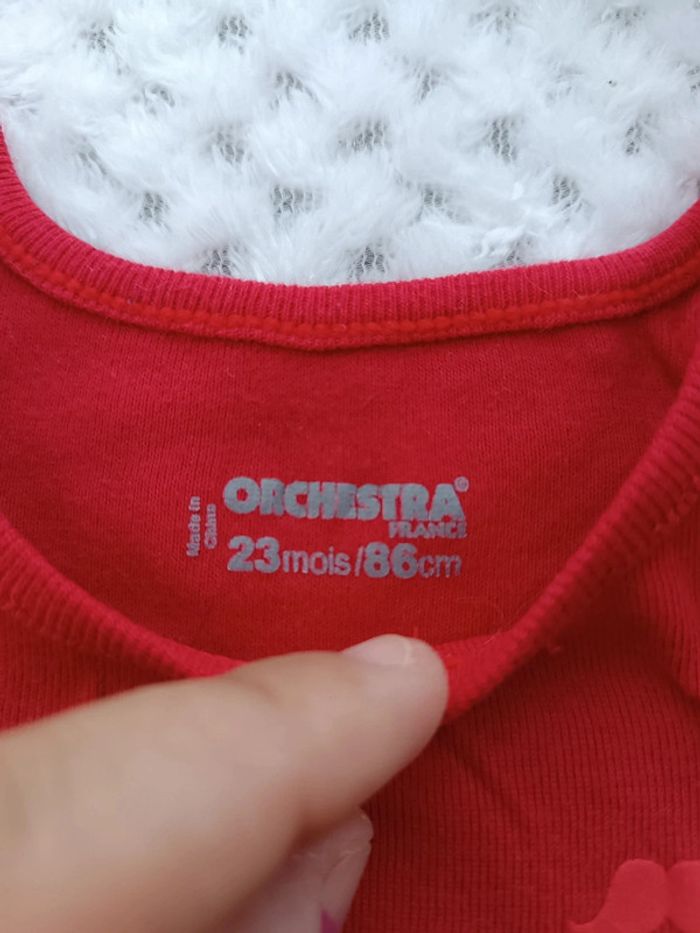 Made in
China
ORCHESTRA®
FRANCE
23mois/86cm